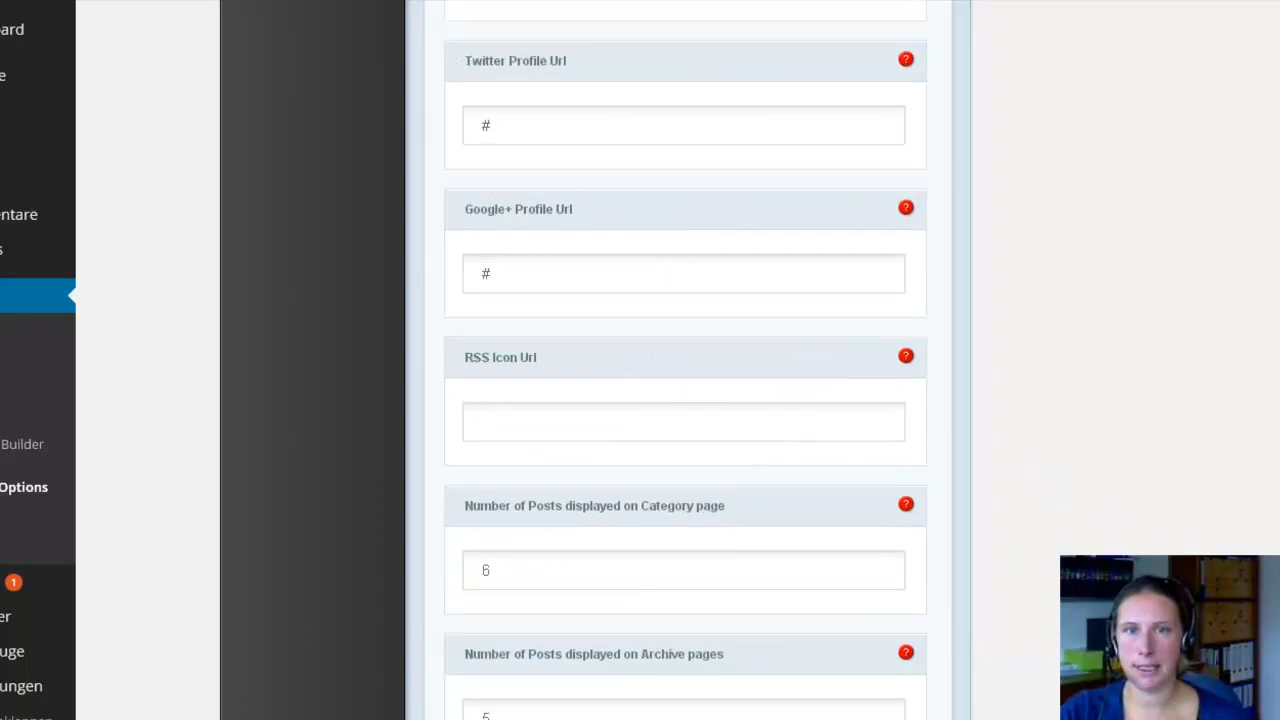 ard
e
ntare
s
Builder
Options
1
er
uge
ungen
Twitter Profile Url
?
#
Google+ Profile Url
?
#
RSS Icon Url
?
Number of Posts displayed on Category page
?
6
Number of Posts displayed on Archive pages
?
5